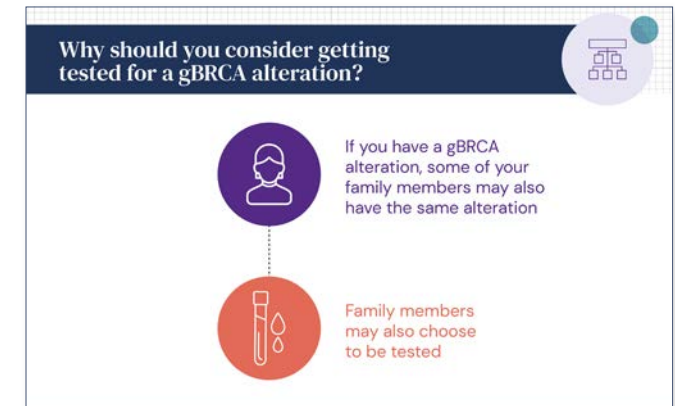 Why should you consider getting
tested for a gBRCA alteration?
If you have a gBRCA
alteration, some of your
family members may also
have the same alteration
Family members
may also choose
to be tested